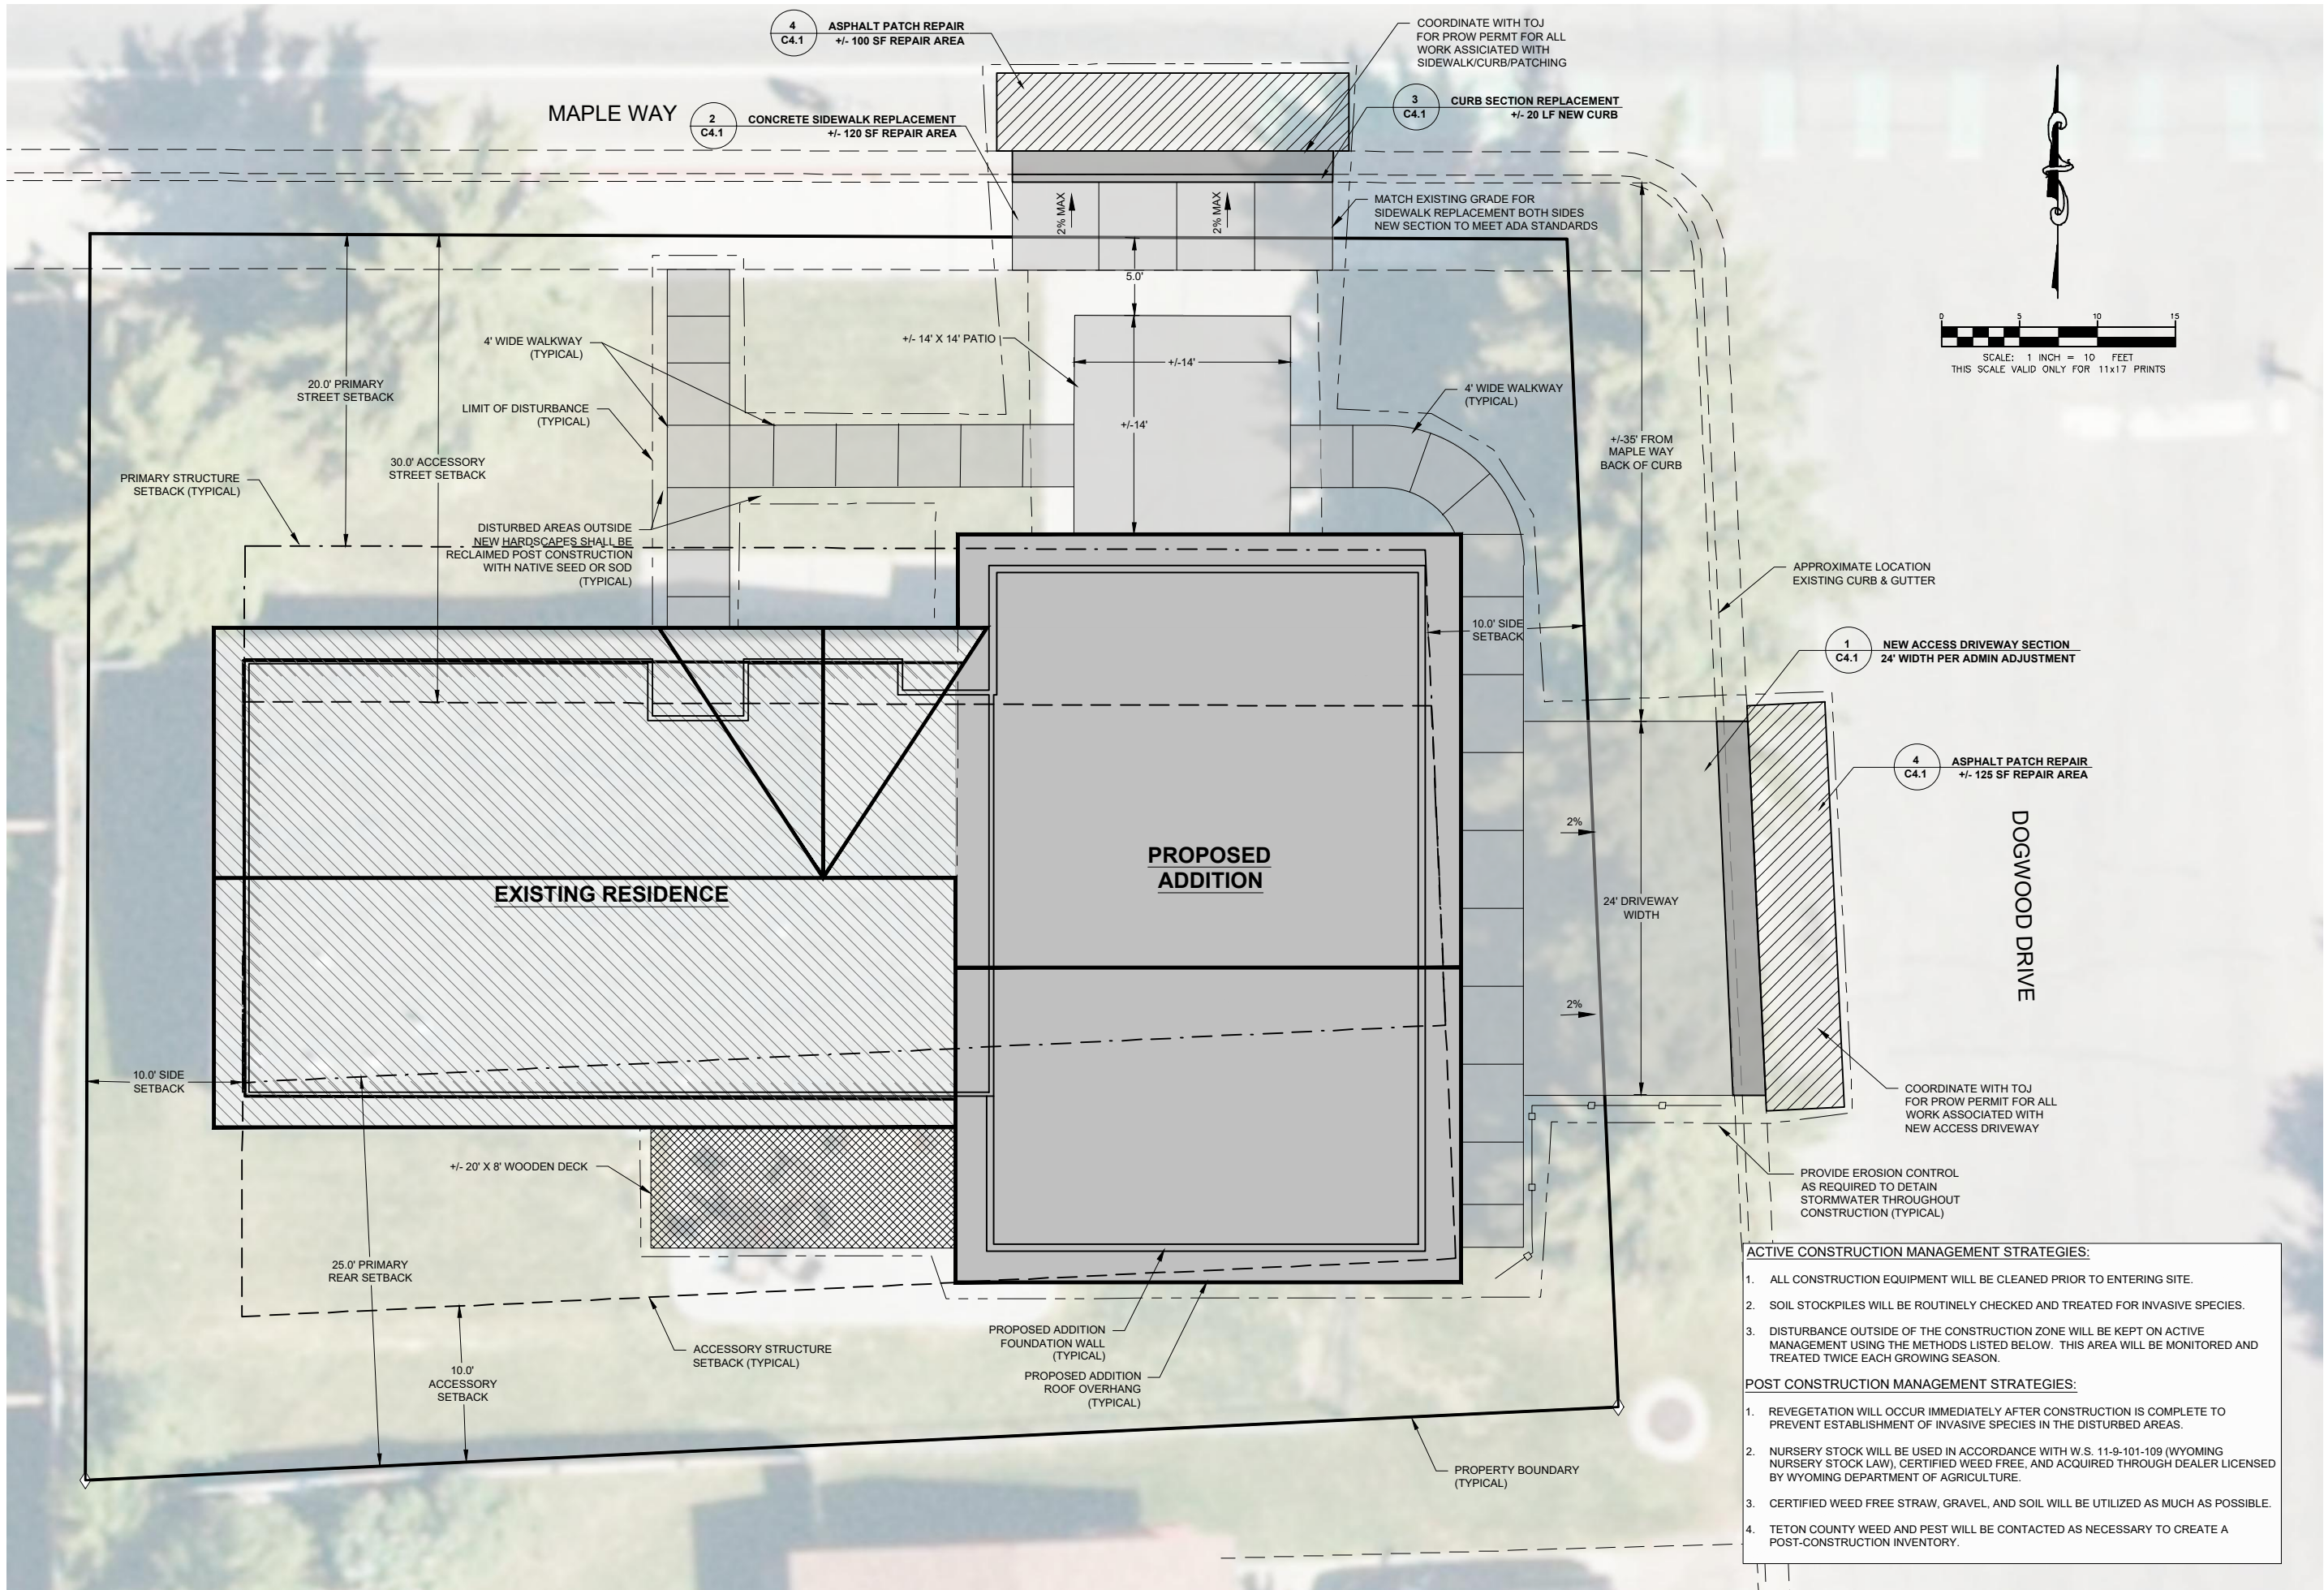 4
C4.1
ASPHALT PATCH REPAIR
+/- 100 SF REPAIR AREA
COORDINATE WITH TOJ
FOR PROW PERMT FOR ALL
WORK ASSICIATED WITH
SIDEWALK/CURB/PATCHING
MAPLE WAY
2
C4.1
CONCRETE SIDEWALK REPLACEMENT
+/- 120 SF REPAIR AREA
3
C4.1
CURB SECTION REPLACEMENT
+/- 20 LF NEW CURB
2% MAX
2% MAX
MATCH EXISTING GRADE FOR
SIDEWALK REPLACEMENT BOTH SIDES
NEW SECTION TO MEET ADA STANDARDS
5.0'
0 5 10 15
SCALE: 1 INCH = 10 FEET
THIS SCALE VALID ONLY FOR 11x17 PRINTS
4' WIDE WALKWAY
(TYPICAL)
+/- 14' X 14' PATIO
+/-14'
+/-14'
20.0' PRIMARY
STREET SETBACK
LIMIT OF DISTURBANCE
(TYPICAL)
4' WIDE WALKWAY
(TYPICAL)
+/-35' FROM
MAPLE WAY
BACK OF CURB
30.0' ACCESSORY
STREET SETBACK
PRIMARY STRUCTURE
SETBACK (TYPICAL)
DISTURBED AREAS OUTSIDE
NEW HARDSCAPES SHALL BE
RECLAIMED POST CONSTRUCTION
WITH NATIVE SEED OR SOD
(TYPICAL)
APPROXIMATE LOCATION
EXISTING CURB & GUTTER
10.0' SIDE
SETBACK
1
C4.1
NEW ACCESS DRIVEWAY SECTION
24' WIDTH PER ADMIN ADJUSTMENT
4
C4.1
ASPHALT PATCH REPAIR
+/- 125 SF REPAIR AREA
2%
DOGWOOD DRIVE
PROPOSED
ADDITION
EXISTING RESIDENCE
24' DRIVEWAY
WIDTH
2%
10.0' SIDE
SETBACK
COORDINATE WITH TOJ
FOR PROW PERMIT FOR ALL
WORK ASSOCIATED WITH
NEW ACCESS DRIVEWAY
+/- 20' X 8' WOODEN DECK
PROVIDE EROSION CONTROL
AS REQUIRED TO DETAIN
STORMWATER THROUGHOUT
CONSTRUCTION (TYPICAL)
25.0' PRIMARY
REAR SETBACK
10.0'
ACCESSORY
SETBACK
ACCESSORY STRUCTURE
SETBACK (TYPICAL)
PROPOSED ADDITION
FOUNDATION WALL
(TYPICAL)
PROPOSED ADDITION
ROOF OVERHANG
(TYPICAL)
PROPERTY BOUNDARY
(TYPICAL)
ACTIVE CONSTRUCTION MANAGEMENT STRATEGIES:
1. ALL CONSTRUCTION EQUIPMENT WILL BE CLEANED PRIOR TO ENTERING SITE.
2. SOIL STOCKPILES WILL BE ROUTINELY CHECKED AND TREATED FOR INVASIVE SPECIES.
3. DISTURBANCE OUTSIDE OF THE CONSTRUCTION ZONE WILL BE KEPT ON ACTIVE
MANAGEMENT USING THE METHODS LISTED BELOW. THIS AREA WILL BE MONITORED AND
TREATED TWICE EACH GROWING SEASON.
POST CONSTRUCTION MANAGEMENT STRATEGIES:
1. REVEGETATION WILL OCCUR IMMEDIATELY AFTER CONSTRUCTION IS COMPLETE TO
PREVENT ESTABLISHMENT OF INVASIVE SPECIES IN THE DISTURBED AREAS.
2. NURSERY STOCK WILL BE USED IN ACCORDANCE WITH W.S. 11-9-101-109 (WYOMING
NURSERY STOCK LAW), CERTIFIED WEED FREE, AND ACQUIRED THROUGH DEALER LICENSED
BY WYOMING DEPARTMENT OF AGRICULTURE.
3. CERTIFIED WEED FREE STRAW, GRAVEL, AND SOIL WILL BE UTILIZED AS MUCH AS POSSIBLE.
4. TETON COUNTY WEED AND PEST WILL BE CONTACTED AS NECESSARY TO CREATE A
POST-CONSTRUCTION INVENTORY.